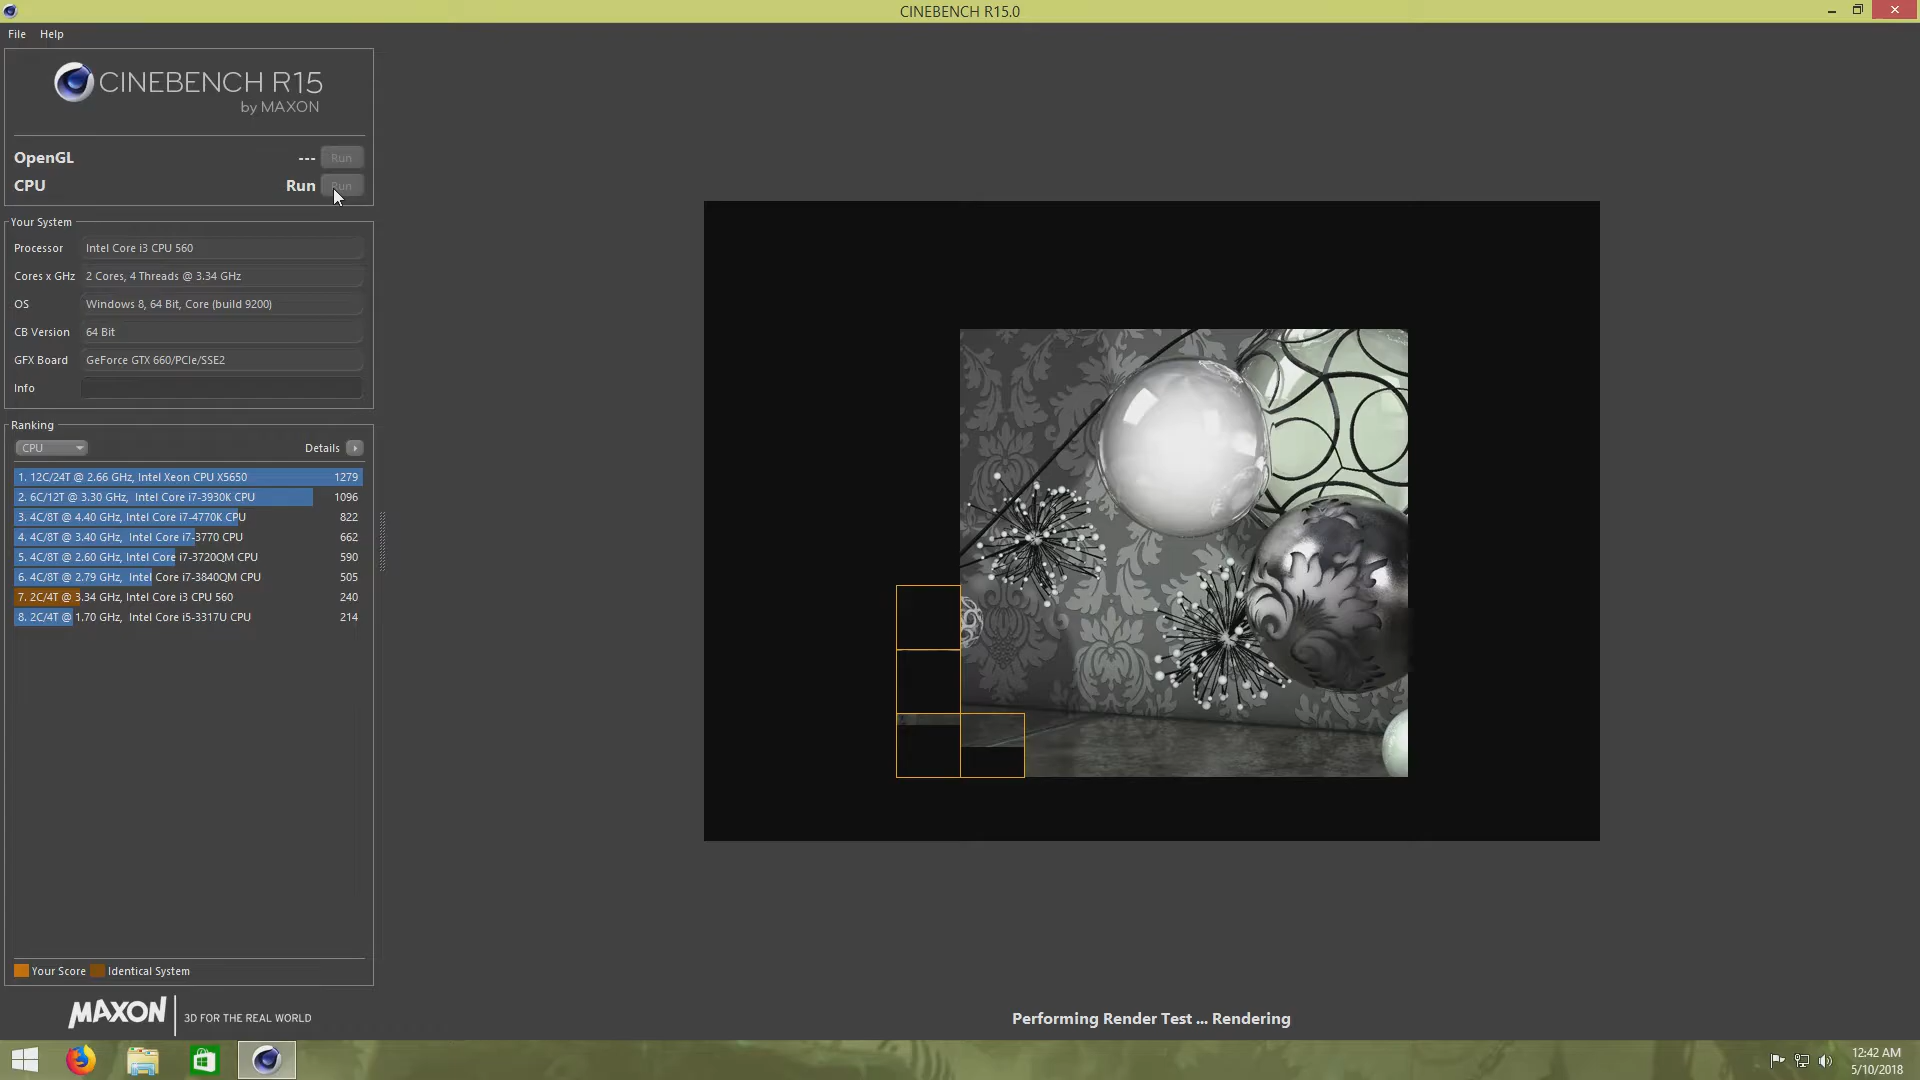 CINEBENCH R15.0
File Help
CINEBENCH R15
by MAXON
OpenGL --- Run
CPU Run Run
Your System
Processor Intel Core i3 CPU 560
Cores x GHz 2 Cores, 4 Threads @ 3.34 GHz
OS Windows 8, 64 Bit, Core (build 9200)
CB Version 64 Bit
GFX Board GeForce GTX 660/PCIe/SSE2
Info
Ranking
CPU Details
1. 12C/24T @ 2.66 GHz, Intel Xeon CPU X5650 1279
2. 6C/12T @ 3.30 GHz, Intel Core i7-3930K CPU 1096
3. 4C/8T @ 4.40 GHz, Intel Core i7-4770K CPU 822
4. 4C/8T @ 3.40 GHz, Intel Core i7-3770 CPU 662
5. 4C/8T @ 2.60 GHz, Intel Core i7-3720QM CPU 590
6. 4C/8T @ 2.79 GHz, Intel Core i7-3840QM CPU 505
7. 2C/4T @ 3.34 GHz, Intel Core i3 CPU 560 240
8. 2C/4T @ 1.70 GHz, Intel Core i5-3317U CPU 214
Your Score Identical System
MAXON 3D FOR THE REAL WORLD
Performing Render Test ... Rendering
12:42 AM
5/10/2018